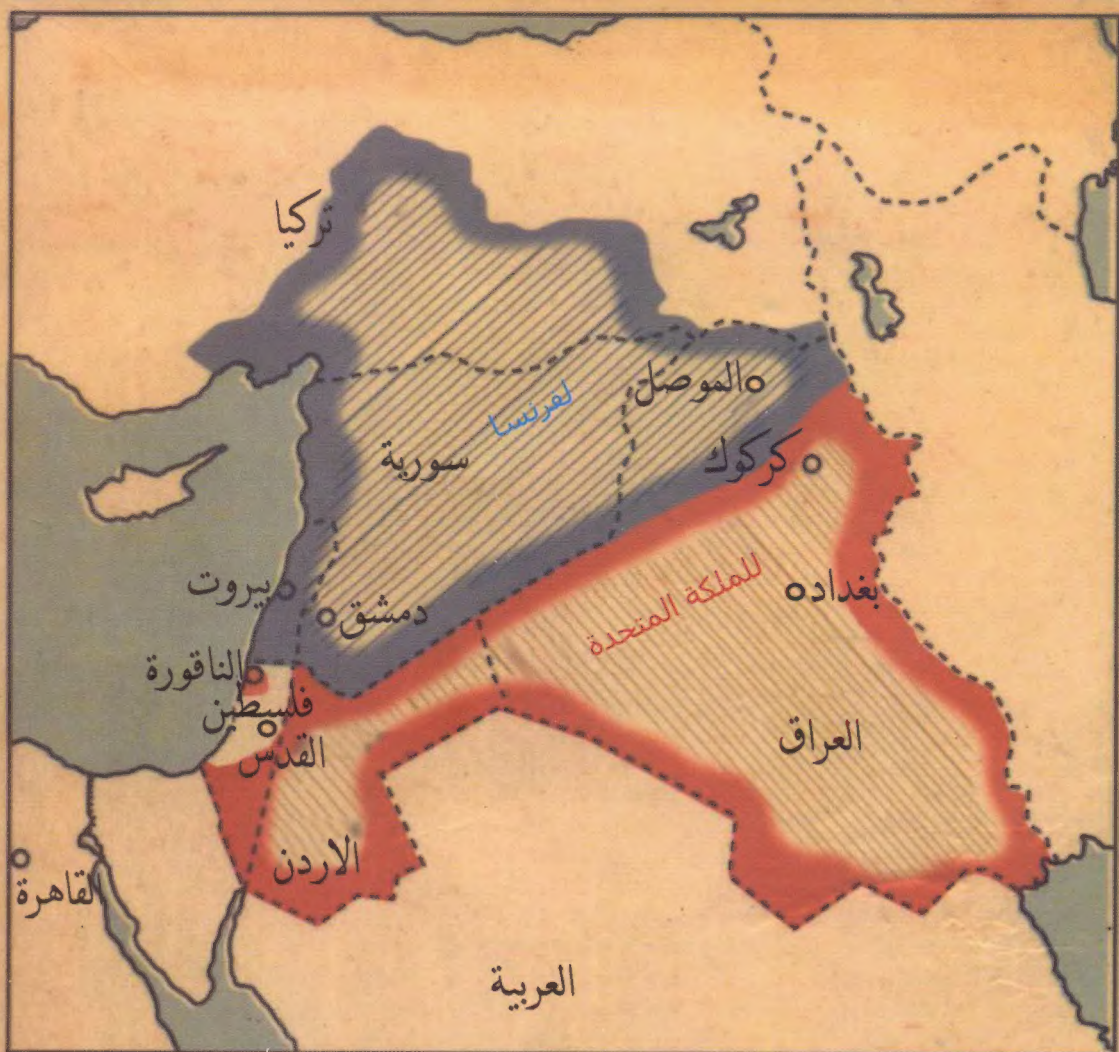 تركيا
الموصل
لفرنسا
سورية
كركوك
للملكة المتحدة
بغداد
بيروت
دمشق
الناقورة
فلسطين
القدس
العراق
الاردن
القاهرة
العربية